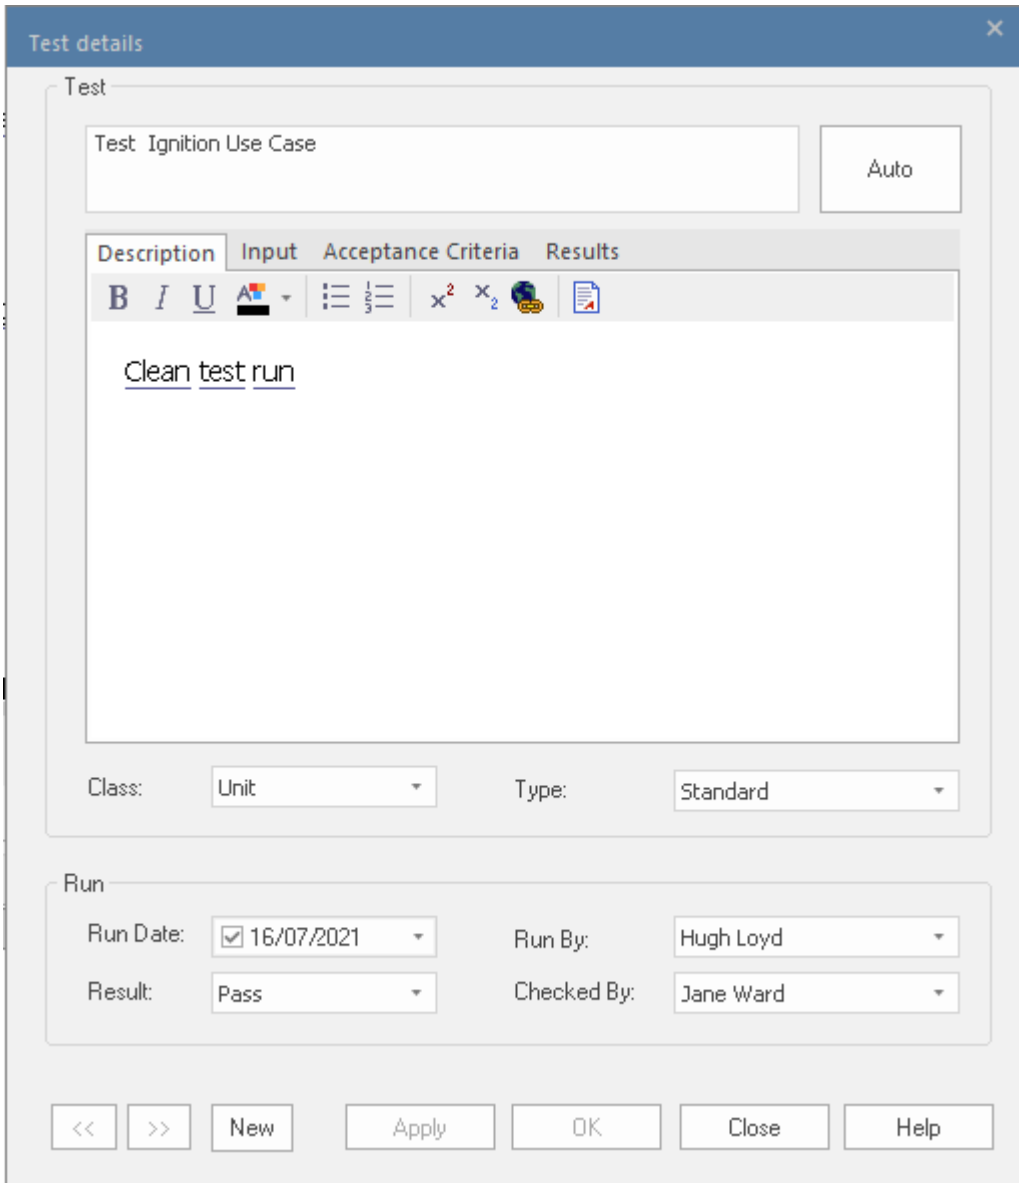 Test details
Test
Test  Ignition Use Case
Auto
Description Input Acceptance Criteria Results
B I U A x² x₂
Clean test run
Class: Unit Type: Standard
Run
Run Date: 16/07/2021 Run By: Hugh Loyd
Result: Pass Checked By: Jane Ward
<< >> New Apply OK Close Help